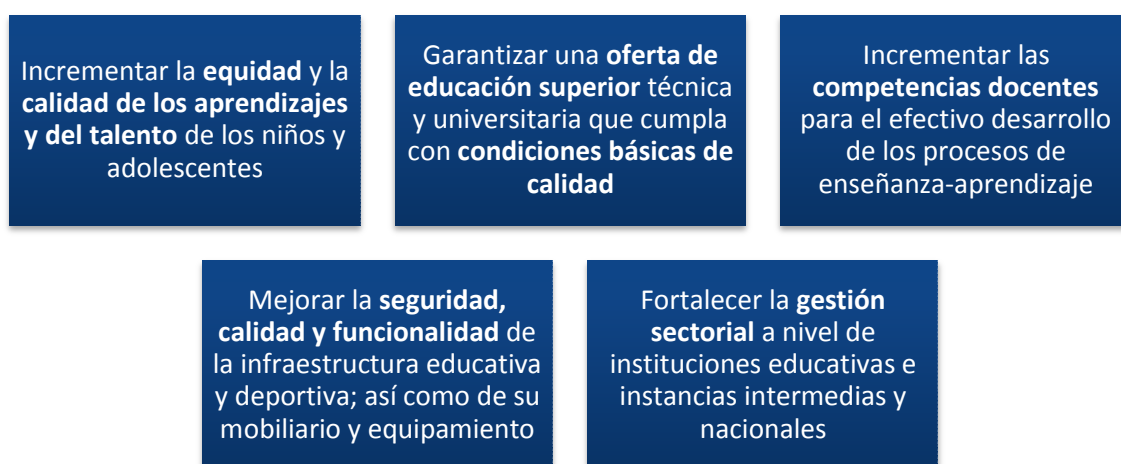 Incrementar la equidad y la
calidad de los aprendizajes
y del talento de los niños y
adolescentes
Garantizar una oferta de
educación superior técnica
y universitaria que cumpla
con condiciones básicas de
calidad
Incrementar las
competencias docentes
para el efectivo desarrollo
de los procesos de
enseñanza-aprendizaje
Mejorar la seguridad,
calidad y funcionalidad de
la infraestructura educativa
y deportiva; así como de su
mobiliario y equipamiento
Fortalecer la gestión
sectorial a nivel de
instituciones educativas e
instancias intermedias y
nacionales